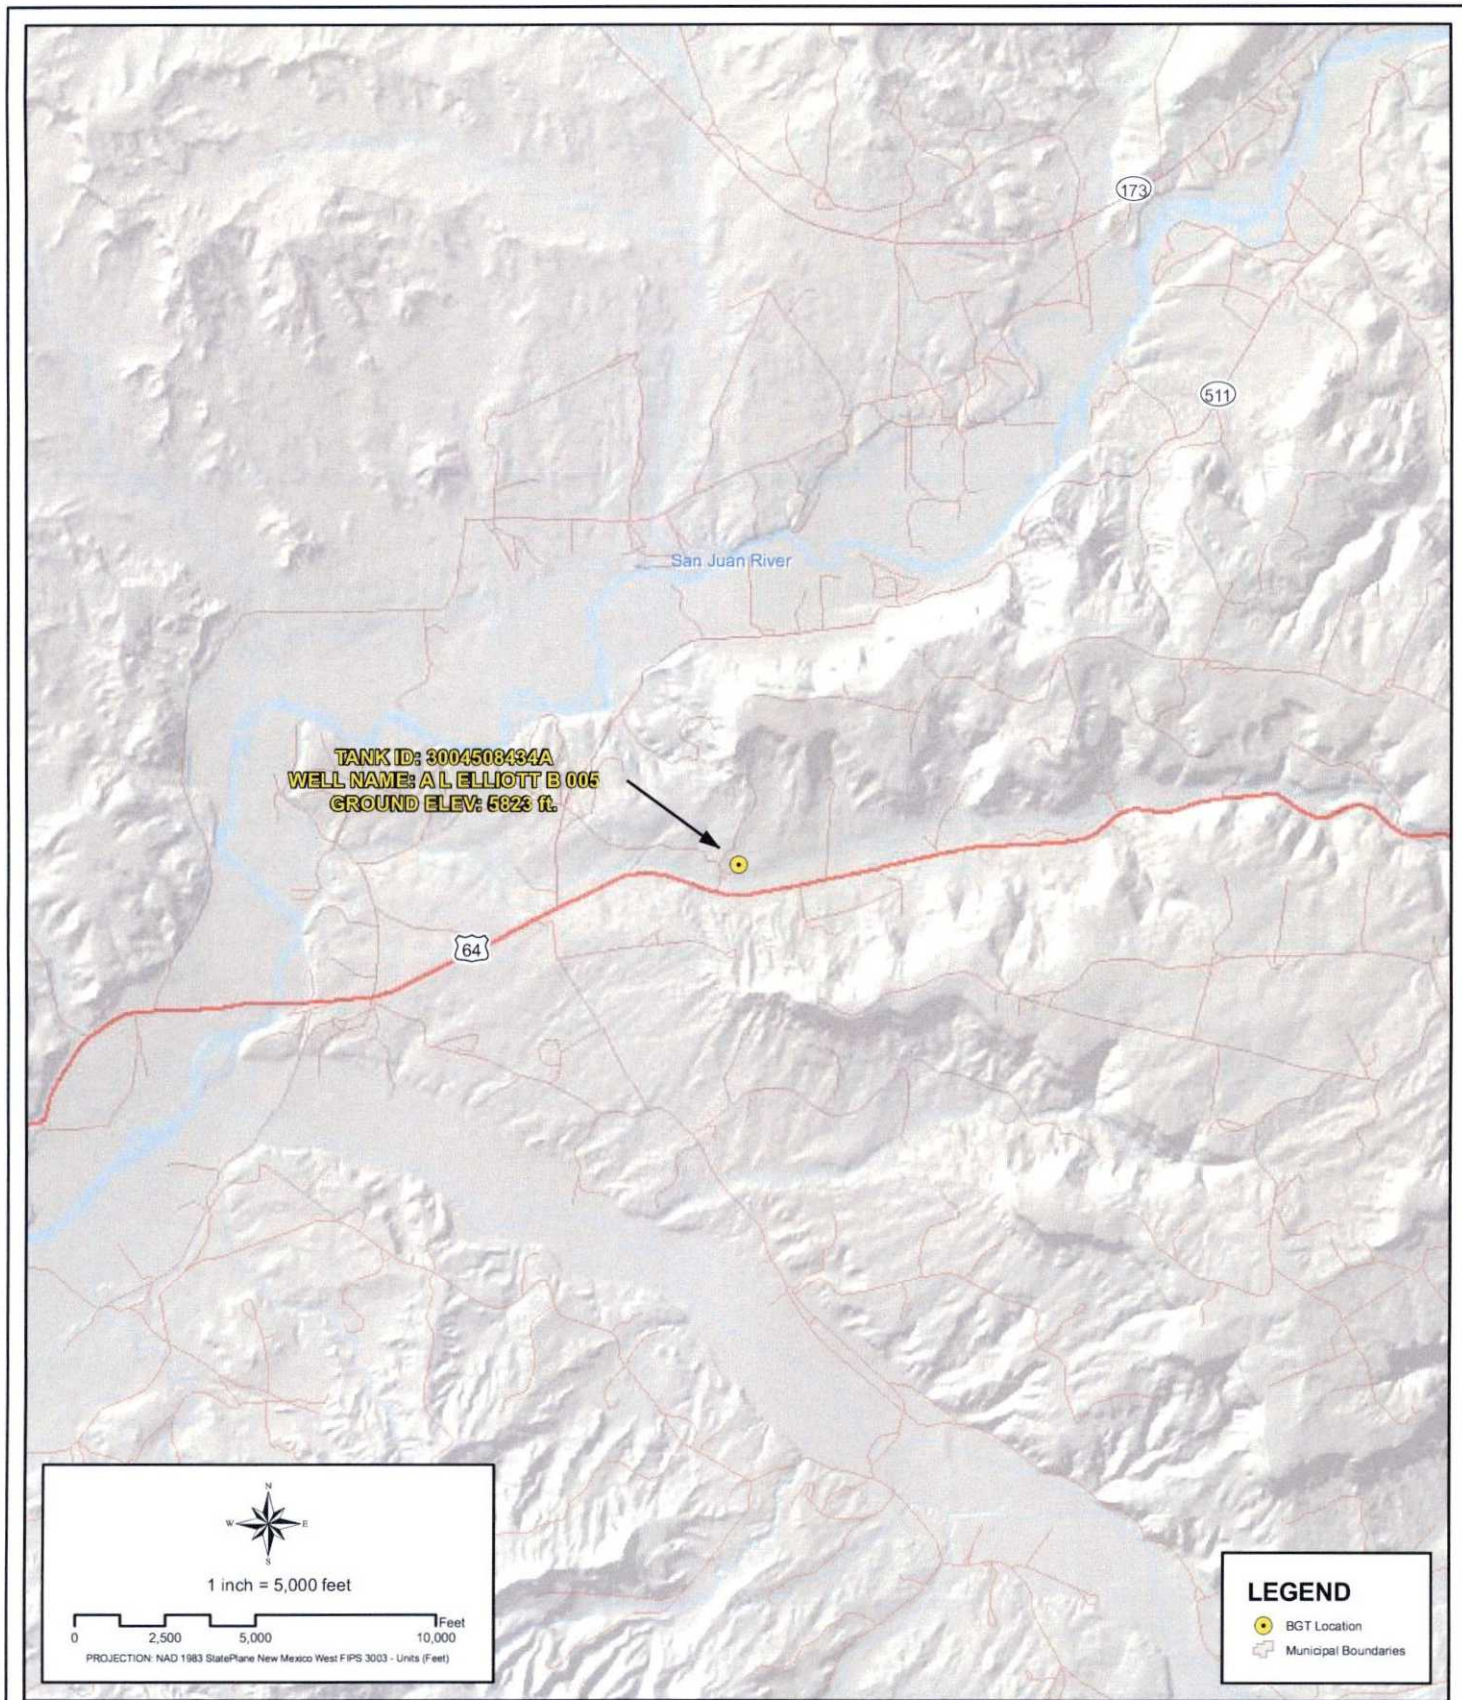 173
511
San Juan River
TANK ID: 3004508434A
WELL NAME: A L ELLIOTT B 005
GROUND ELEV: 5823 ft.
64
N
W E
S
1 inch = 5,000 feet
Feet
0 2,500 5,000 10,000
PROJECTION: NAD 1983 StatePlane New Mexico West FIPS 3003 - Units (Feet)
LEGEND
BGT Location
Municipal Boundaries